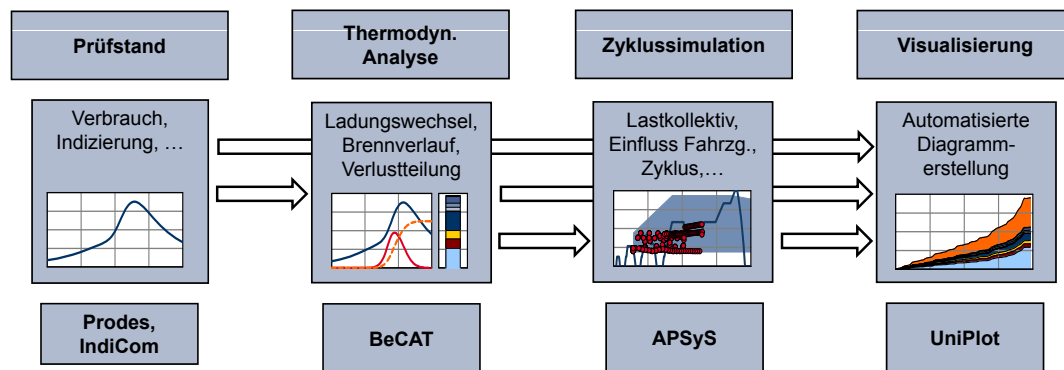 Prüfstand
Thermodyn.
Analyse
Zyklussimulation
Visualisierung
Verbrauch,
Indizierung, …
Ladungswechsel,
Brennverlauf,
Verlustteilung
Lastkollektiv,
Einfluss Fahrzg.,
Zyklus,…
Automatisierte
Diagramm-
erstellung
Prodes,
IndiCom
BeCAT
APSyS
UniPlot